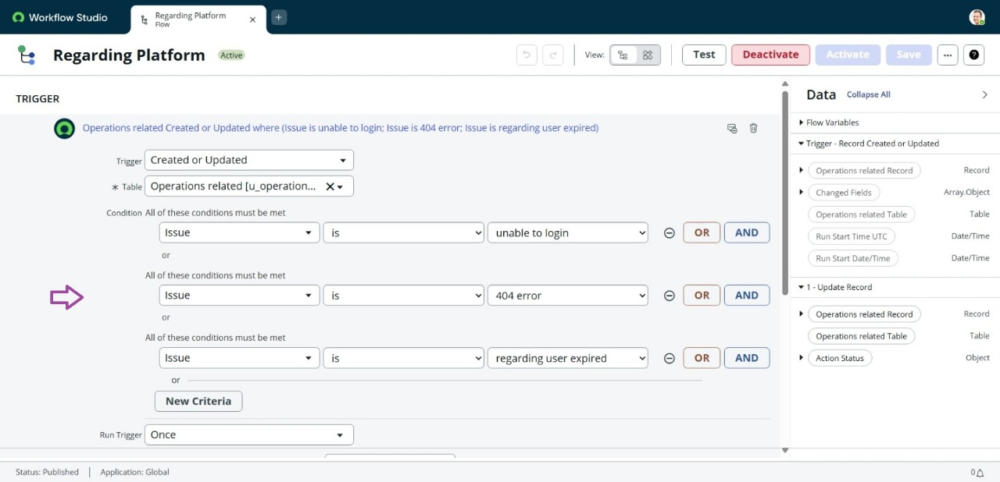 Workflow Studio
Regarding Platform
Flow
Regarding Platform
Active
View:
Test
Deactivate
Activate
Save
TRIGGER
Operations related Created or Updated where (Issue is unable to login; Issue is 404 error; Issue is regarding user expired)
Trigger
Created or Updated
* Table
Operations related [u_operation...
Condition All of these conditions must be met
Issue is unable to login OR AND
or
All of these conditions must be met
Issue is 404 error OR AND
or
All of these conditions must be met
Issue is regarding user expired OR AND
or
New Criteria
Run Trigger Once
Data Collapse All
Flow Variables
Trigger - Record Created or Updated
Operations related Record Record
Changed Fields Array.Object
Operations related Table Table
Run Start Time UTC Date/Time
Run Start Date/Time Date/Time
1 - Update Record
Operations related Record Record
Operations related Table Table
Action Status Object
Status: Published | Application: Global
0